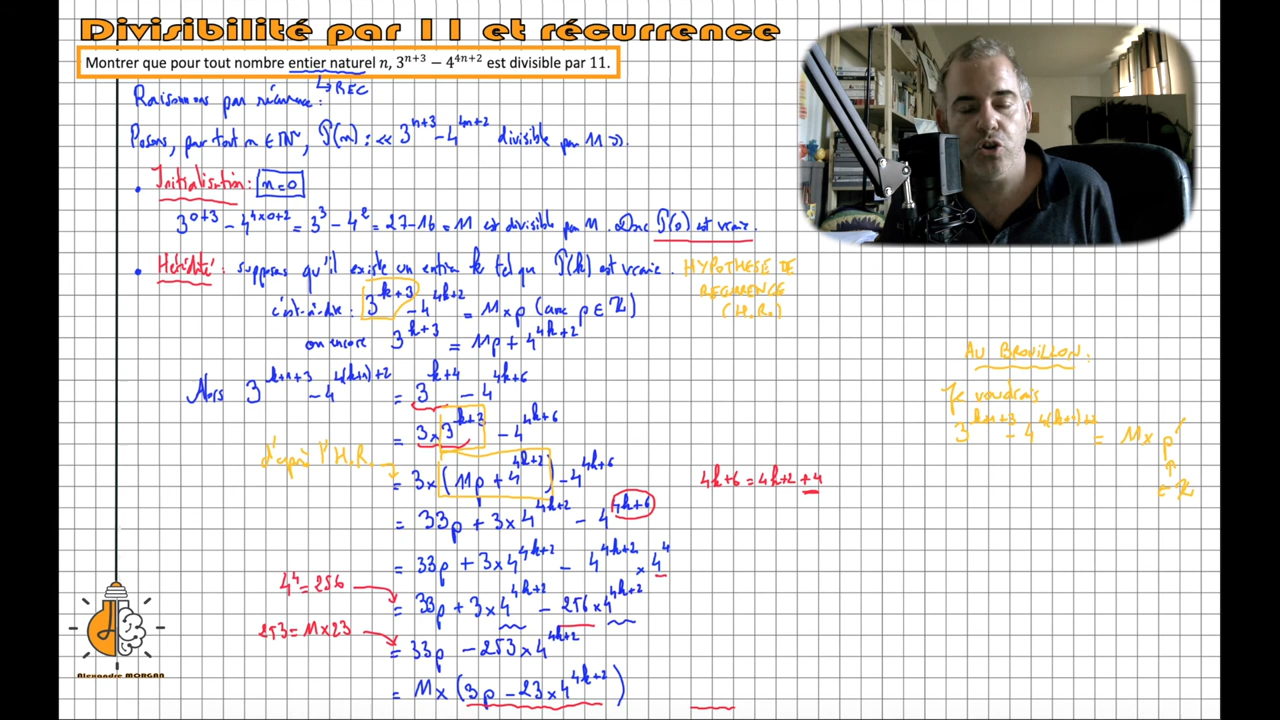 Divisibilité par 11 et récurrence
Montrer que pour tout nombre entier naturel n, 3^{n+3} − 4^{4n+2} est divisible par 11.
↳ REC
Raisonnons par récurrence :
Posons, pour tout n ∈ ℕ, P(n) : << 3^{n+3} − 4^{4n+2} divisible par 11 >>.
• Initialisation : n=0
3^{0+3} − 4^{4×0+2} = 3^3 − 4^2 = 27−16 = 11 est divisible par 11. Donc P(0) est vraie.
• Hérédité : supposons qu'il existe un entier k tel que P(k) est vraie. HYPOTHESE DE RECURRENCE (H.R.)
c'est-à-dire : 3^{k+3} − 4^{4k+2} = 11×p (avec p ∈ ℤ)
ou encore 3^{k+3} = 11p + 4^{4k+2}
Alors 3^{k+1+3} − 4^{4(k+1)+2} = 3^{k+4} − 4^{4k+6}
= 3×3^{k+3} − 4^{4k+6}
d'après l'H.R. = 3×(11p + 4^{4k+2}) − 4^{4k+6}
4k+6 = 4k+2 +4
= 33p + 3×4^{4k+2} − 4^{4k+6}
= 33p + 3×4^{4k+2} − 4^{4k+2} × 4^4
4^4 = 256 = 33p + 3×4^{4k+2} − 256×4^{4k+2}
253 = 11×23 = 33p − 253×4^{4k+2}
= 11×(3p − 23×4^{4k+2})
AU BROUILLON :
Je voudrais
3^{k+1+3} − 4^{4(k+1)+2} = 11×p'
↑
∈ ℤ
Alexandre MORGAN